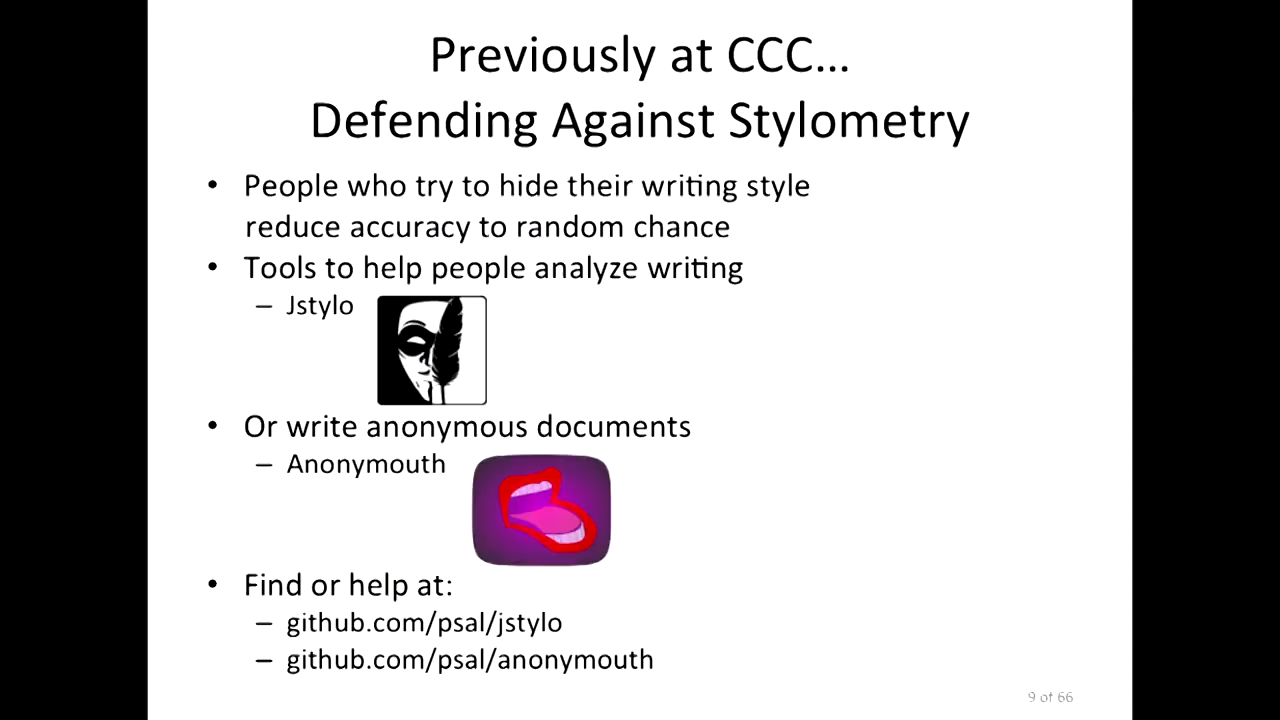 Previously at CCC…
Defending Against Stylometry
• People who try to hide their writing style
reduce accuracy to random chance
• Tools to help people analyze writing
– Jstylo
• Or write anonymous documents
– Anonymouth
• Find or help at:
– github.com/psal/jstylo
– github.com/psal/anonymouth
9 of 66